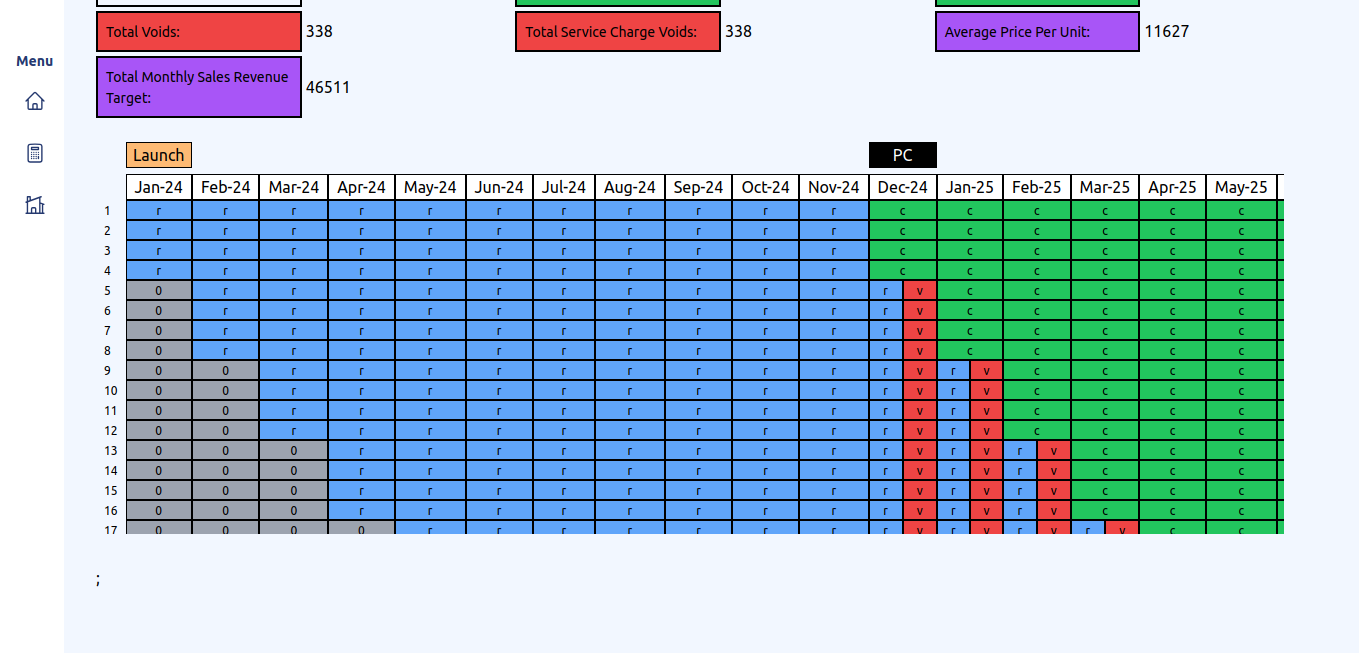 Total Voids: 338 Total Service Charge Voids: 338 Average Price Per Unit: 11627
Menu
Total Monthly Sales Revenue
Target: 46511
Launch PC
Jan-24 Feb-24 Mar-24 Apr-24 May-24 Jun-24 Jul-24 Aug-24 Sep-24 Oct-24 Nov-24 Dec-24 Jan-25 Feb-25 Mar-25 Apr-25 May-25
1 r r r r r r r r r r r c c c c c c
2 r r r r r r r r r r r c c c c c c
3 r r r r r r r r r r r c c c c c c
4 r r r r r r r r r r r c c c c c c
5 0 r r r r r r r r r r r v c c c c c
6 0 r r r r r r r r r r r v c c c c c
7 0 r r r r r r r r r r r v c c c c c
8 0 r r r r r r r r r r r v c c c c c
9 0 0 r r r r r r r r r r v r v c c c c
10 0 0 r r r r r r r r r r v r v c c c c
11 0 0 r r r r r r r r r r v r v c c c c
12 0 0 r r r r r r r r r r v r v c c c c
13 0 0 0 r r r r r r r r r v r v r v c c c
14 0 0 0 r r r r r r r r r v r v r v c c c
15 0 0 0 r r r r r r r r r v r v r v c c c
16 0 0 0 r r r r r r r r r v r v r v c c c
17 0 0 0 0 r r r r r r r r v r v r v r v c c
;